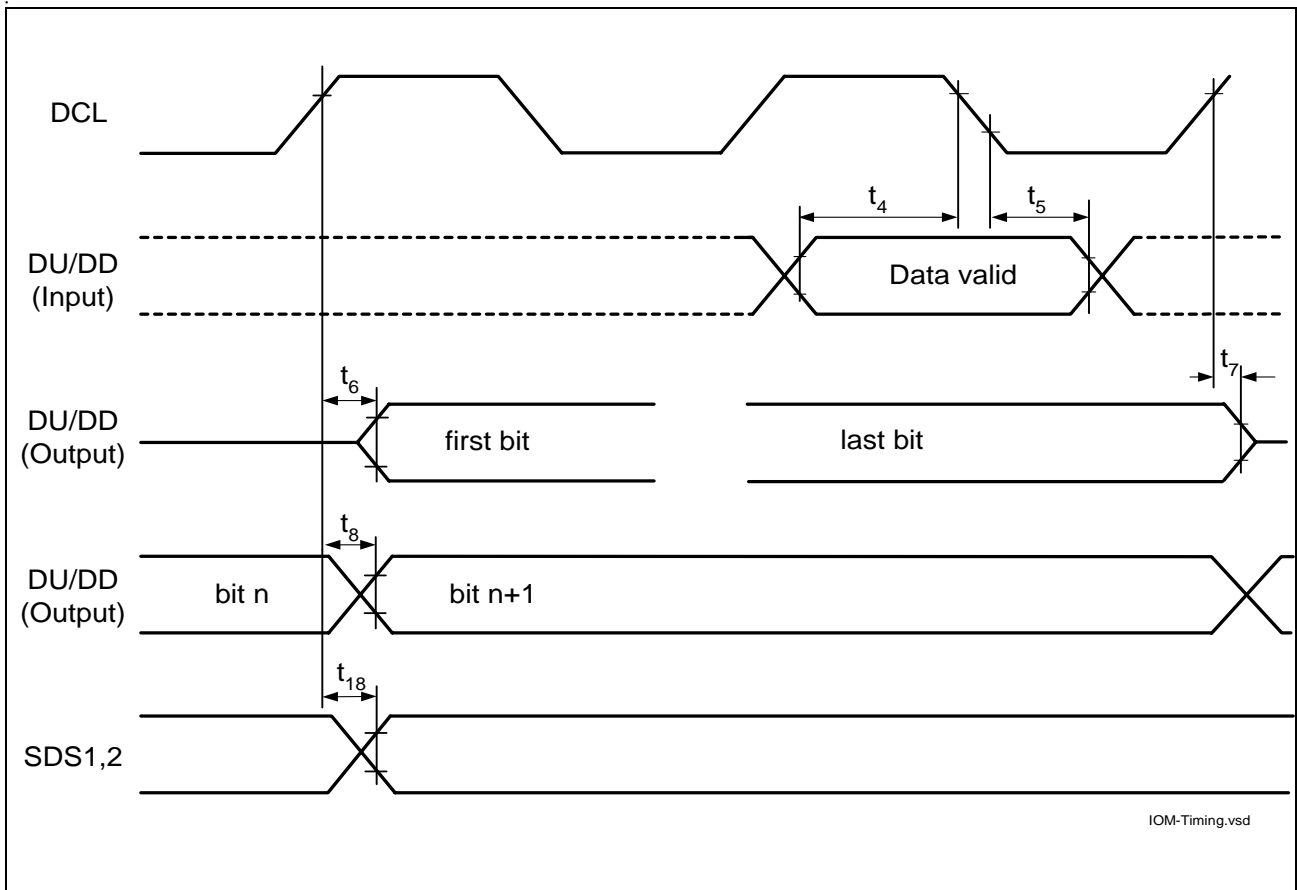 DCL
t4
t5
DU/DD
(Input)
Data valid
t6
t7
DU/DD
(Output)
first bit
last bit
t8
DU/DD
(Output)
bit n
bit n+1
t18
SDS1,2
IOM-Timing.vsd